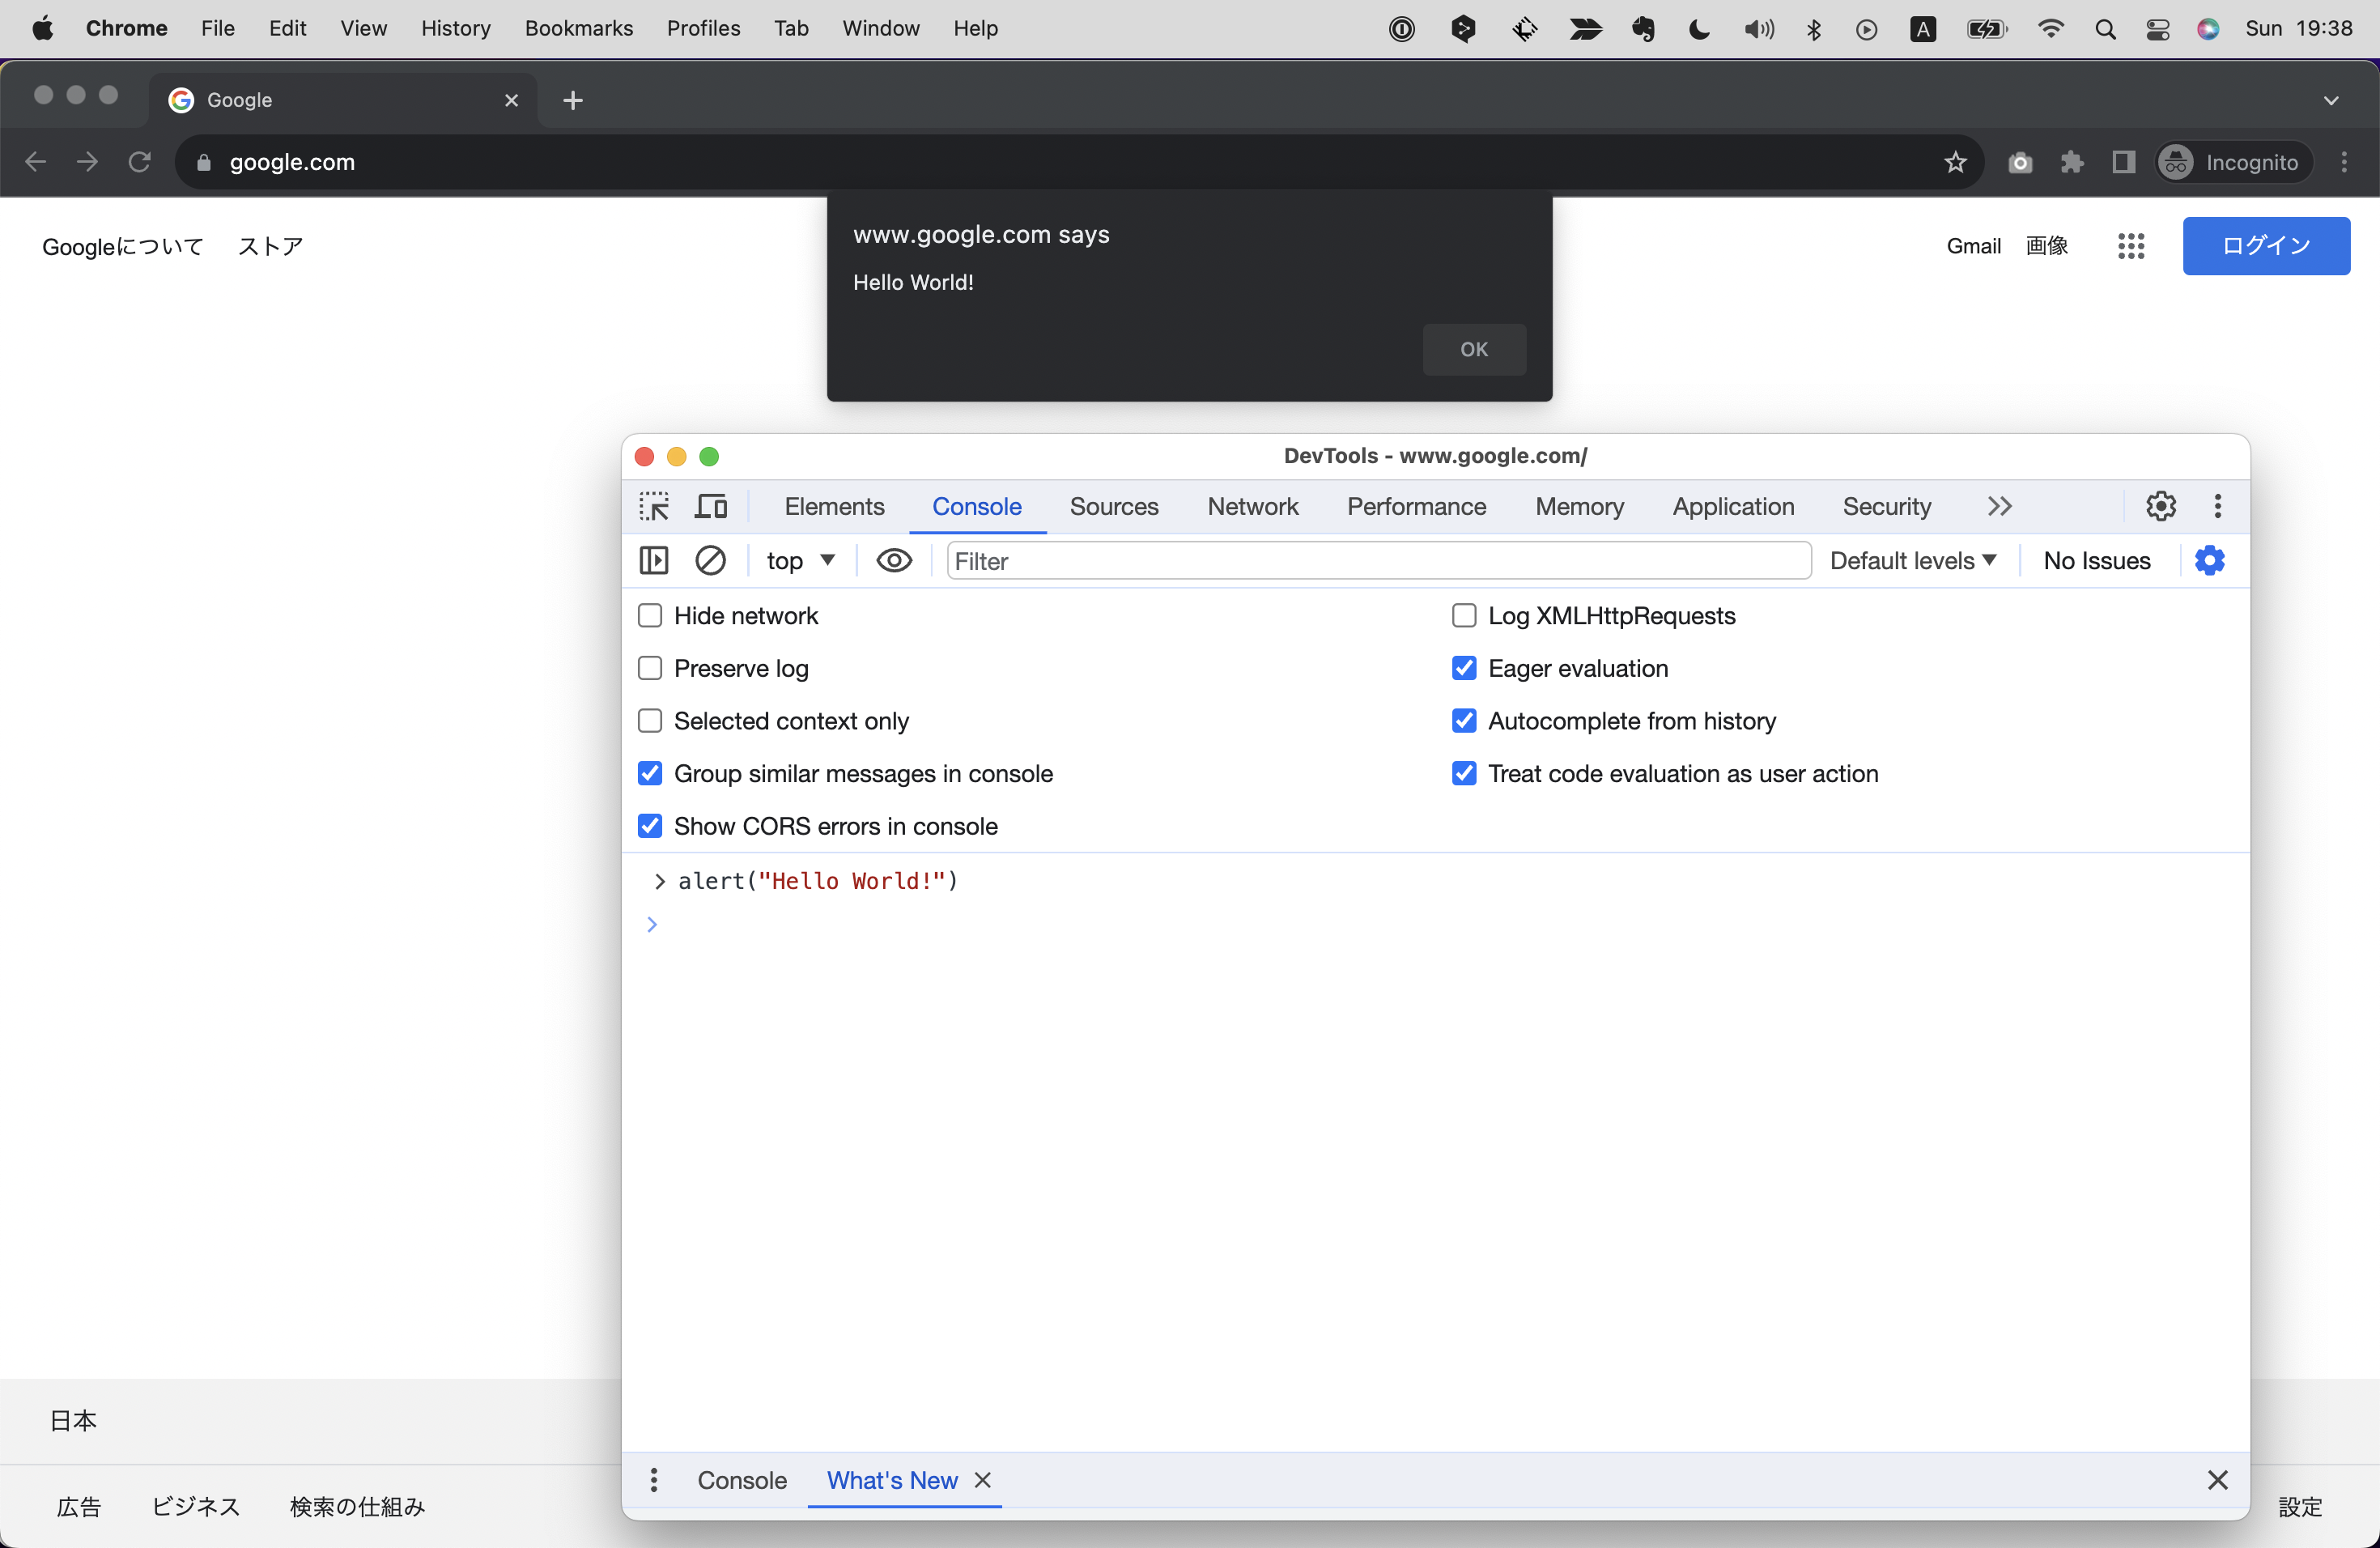 Chrome File Edit View History Bookmarks Profiles Tab Window Help A Sun 19:38
Google
google.com Incognito
Googleについて ストア
Gmail 画像 ログイン
www.google.com says
Hello World!
OK
DevTools - www.google.com/
Elements Console Sources Network Performance Memory Application Security
top Filter Default levels No Issues
Hide network Log XMLHttpRequests
Preserve log Eager evaluation
Selected context only Autocomplete from history
Group similar messages in console Treat code evaluation as user action
Show CORS errors in console
> alert("Hello World!")
>
Console What's New
日本
広告 ビジネス 検索の仕組み 設定